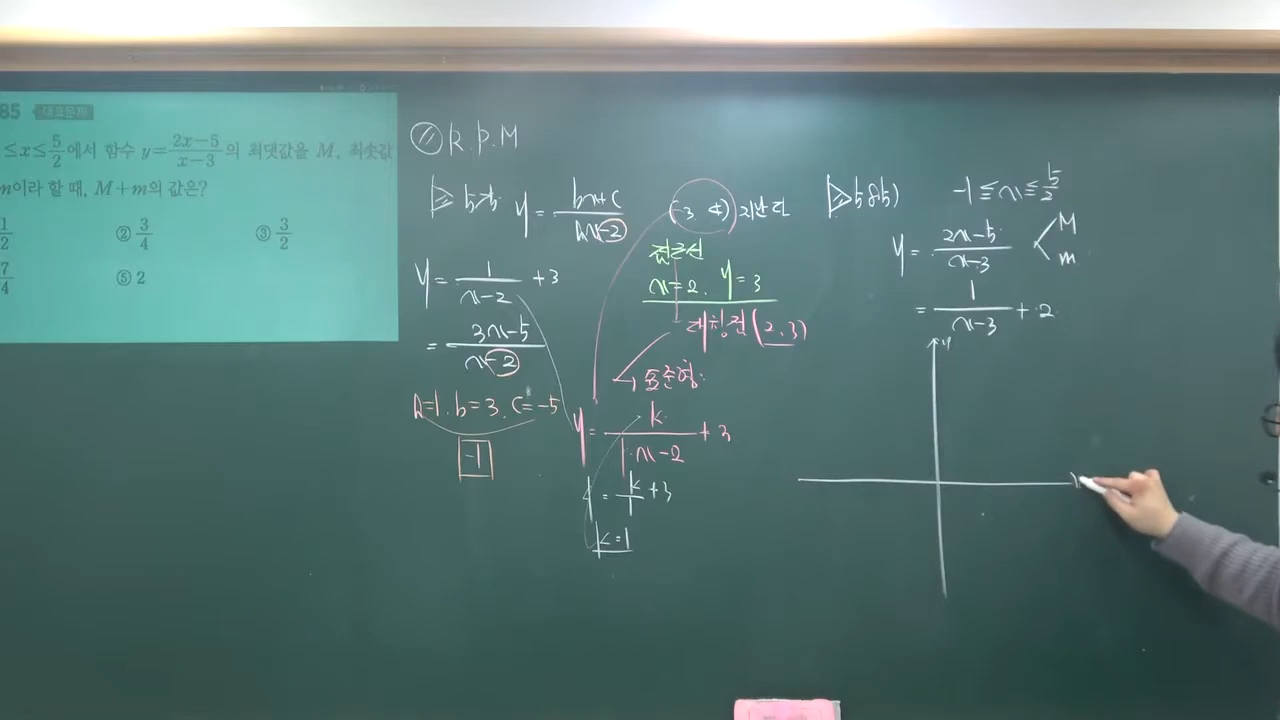 85 대표문제
≤x≤5/2에서 함수 y=(2x-5)/(x-3)의 최댓값을 M, 최솟값
m이라 할 때, M+m의 값은?
1/2 ② 3/4 ③ 3/2
7/4 ⑤ 2
R.P.M
y = (bx+c)/(ax-2) (3, 4) 지난다
y = 1/(x-2) + 3
= (3x-5)/(x-2)
a=1. b=3. c=-5
-1
점근선
x=2. y=3
대칭점 (2,3)
→ 표준형.
y = k/(x-2) + 3
= k/1 + 3
k=1
-1 ≤ x ≤ 5/2
y = (2x-5)/(x-3) < M m
= 1/(x-3) + 2
y